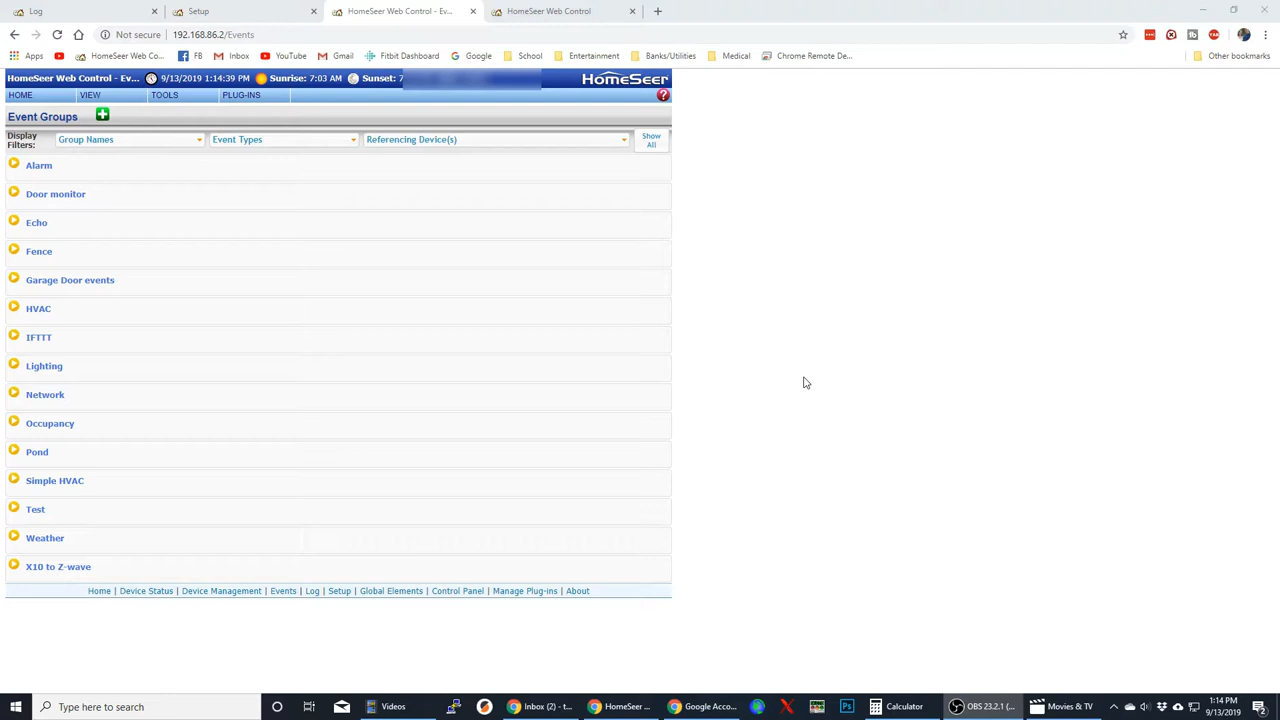 Log
Setup
HomeSeer Web Control - Ev...
HomeSeer Web Control
Not secure | 192.168.86.2/Events
Apps
HomeSeer Web Co...
FB
Inbox
YouTube
Gmail
Fitbit Dashboard
Google
School
Entertainment
Banks/Utilities
Medical
Chrome Remote De...
Other bookmarks
HomeSeer Web Control - Ev... 9/13/2019 1:14:39 PM Sunrise: 7:03 AM Sunset: 7
HomeSeer
HOME VIEW TOOLS PLUG-INS
Event Groups
Display Filters:
Group Names
Event Types
Referencing Device(s)
Show All
Alarm
Door monitor
Echo
Fence
Garage Door events
HVAC
IFTTT
Lighting
Network
Occupancy
Pond
Simple HVAC
Test
Weather
X10 to Z-wave
Home | Device Status | Device Management | Events | Log | Setup | Global Elements | Control Panel | Manage Plug-ins | About
Type here to search
Videos
Inbox (2) - t...
HomeSeer ...
Google Acco...
Ps
Calculator
OBS 23.2.1 (...
Movies & TV
1:14 PM
9/13/2019
2